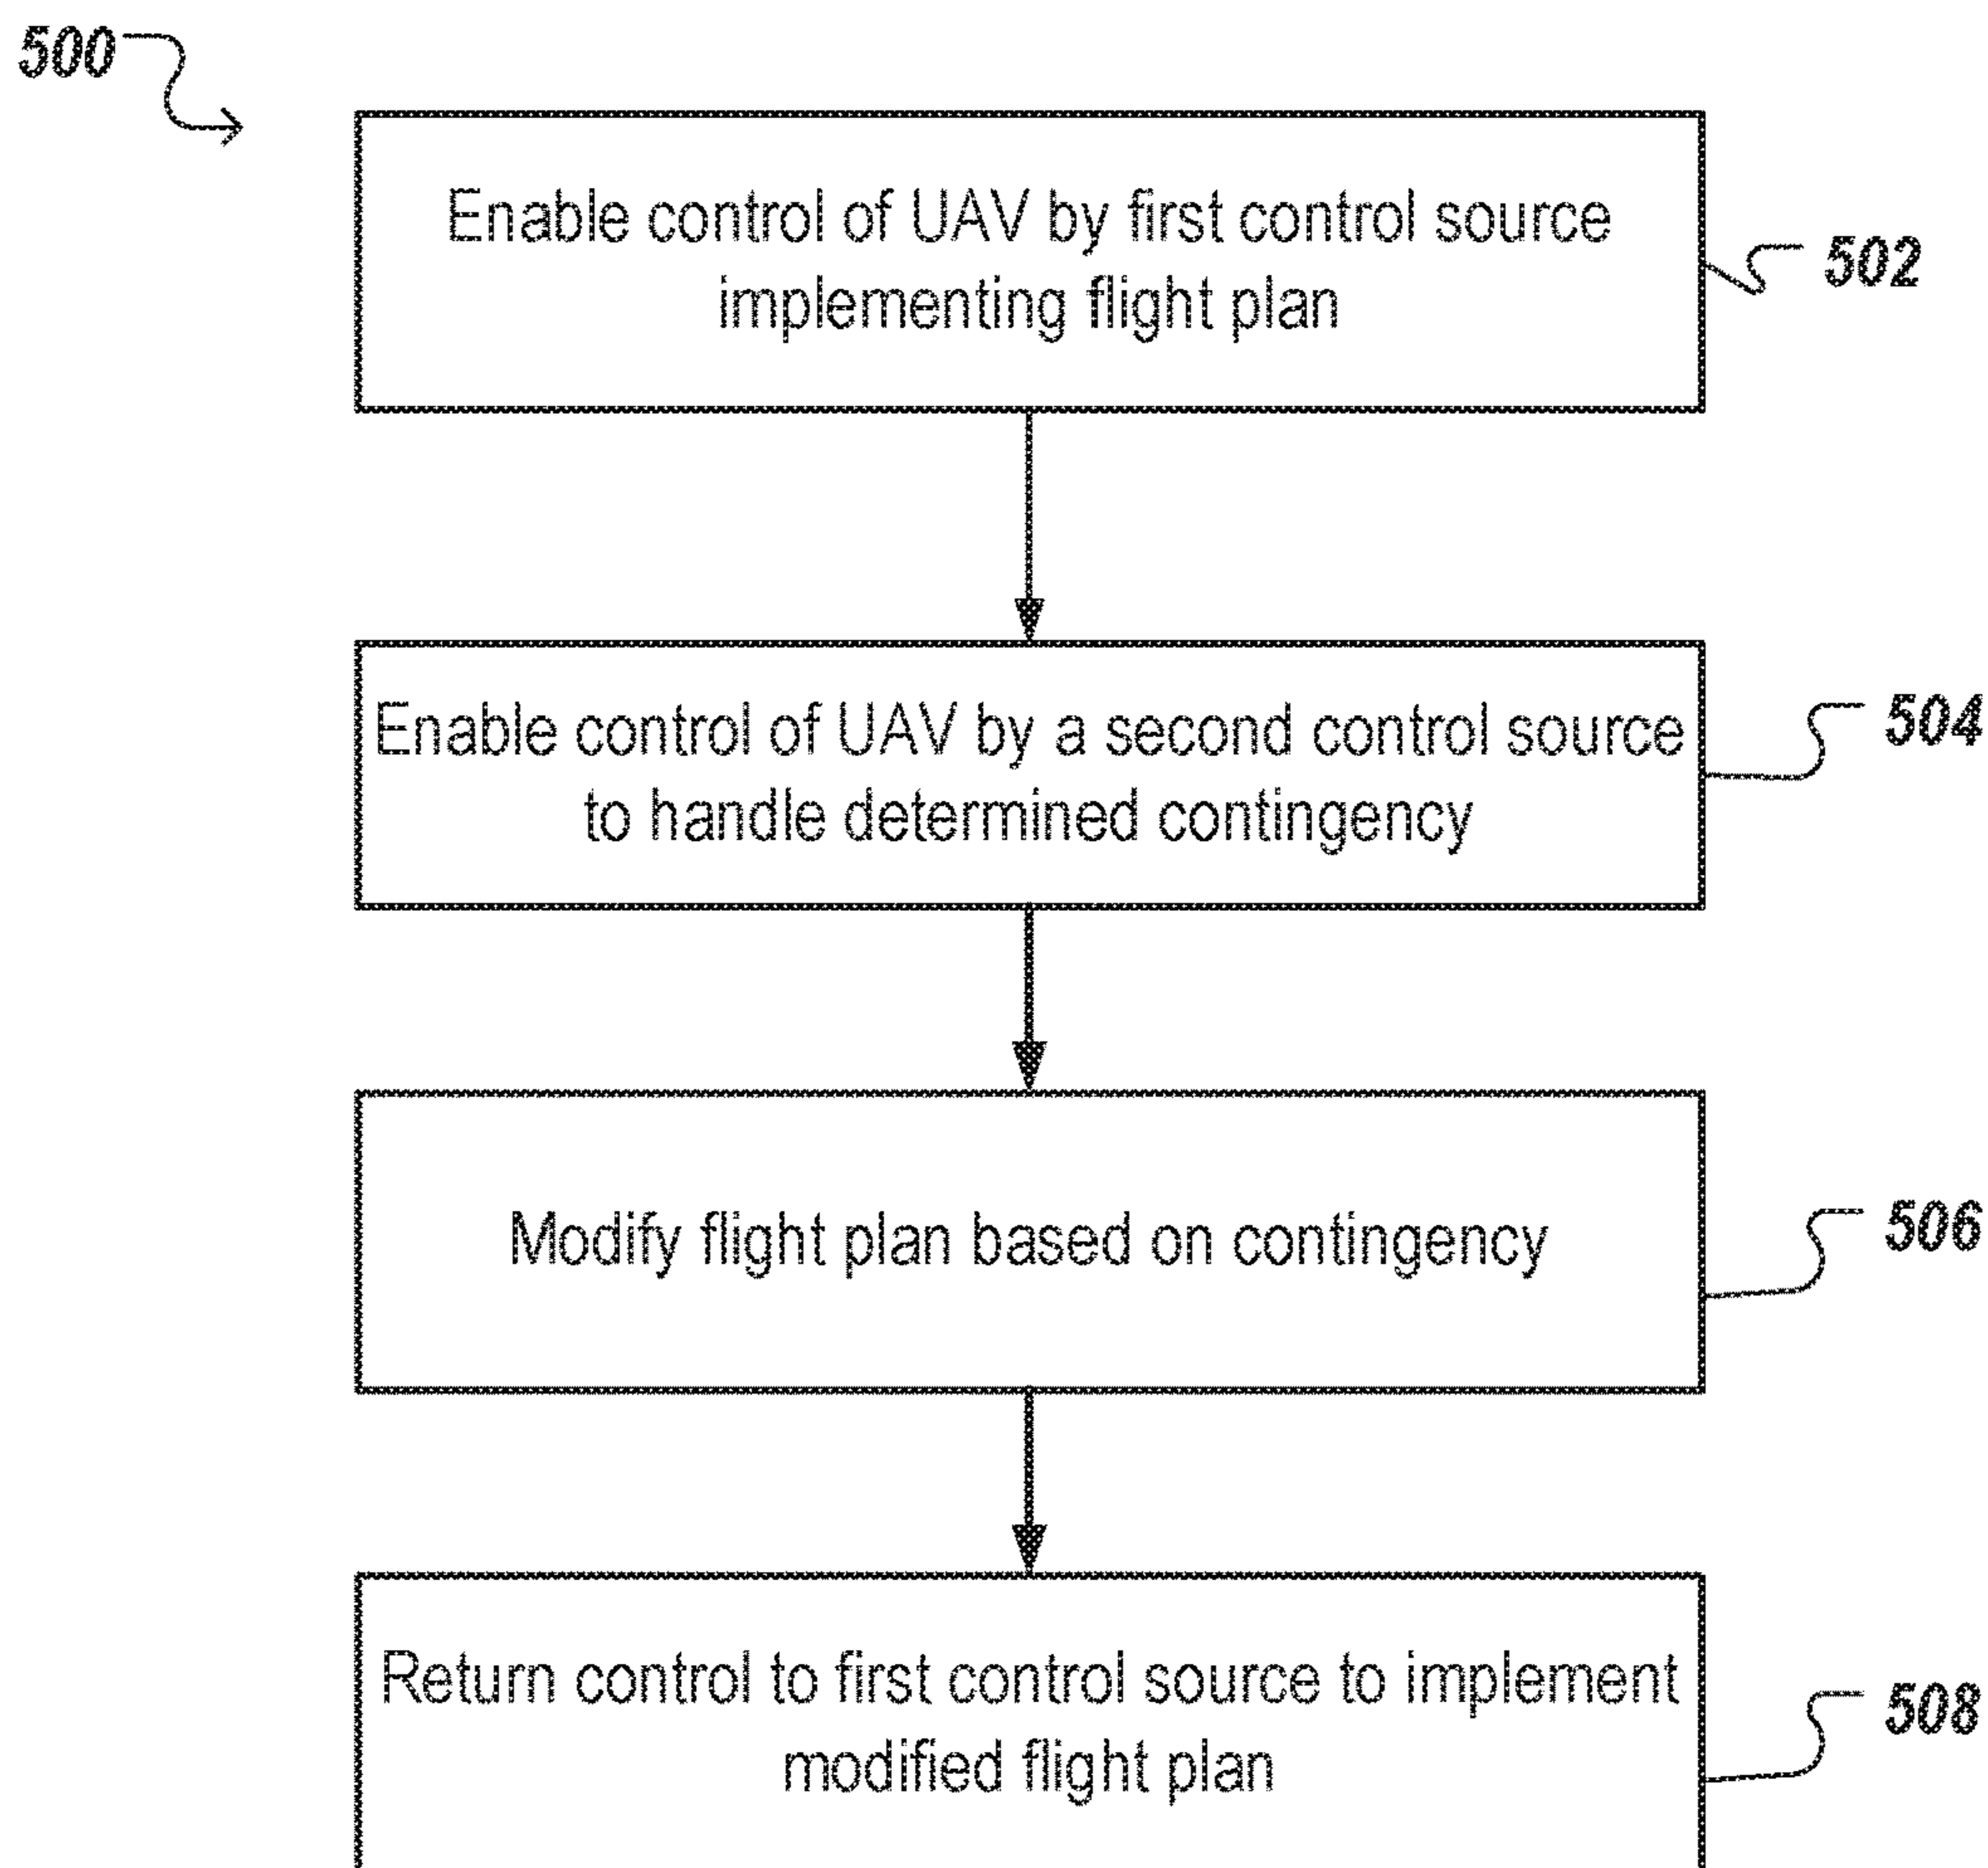 500
Enable control of UAV by first control source
implementing flight plan
502
Enable control of UAV by a second control source
to handle determined contingency
504
Modify flight plan based on contingency
506
Return control to first control source to implement
modified flight plan
508